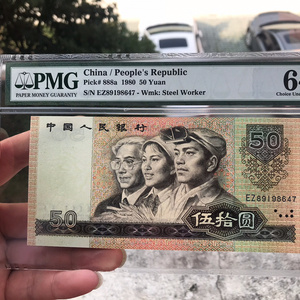 China / People's Republic
PMG
Pick# 888a 1980 50 Yuan
PAPER MONEY GUARANTY
S/N EZ89198647 - Wmk: Steel Worker
Choice Unc
中国人民银行
50
EZ89198647
50
伍拾圆